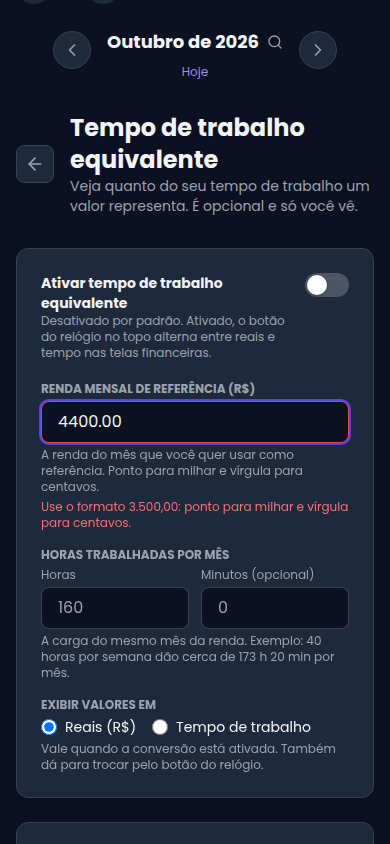 Outubro de 2026
Hoje
Tempo de trabalho
equivalente
Veja quanto do seu tempo de trabalho um
valor representa. É opcional e só você vê.
Ativar tempo de trabalho
equivalente
Desativado por padrão. Ativado, o botão
do relógio no topo alterna entre reais e
tempo nas telas financeiras.
RENDA MENSAL DE REFERÊNCIA (R$)
4400.00
A renda do mês que você quer usar como
referência. Ponto para milhar e vírgula para
centavos.
Use o formato 3.500,00: ponto para milhar e vírgula
para centavos.
HORAS TRABALHADAS POR MÊS
Horas
Minutos (opcional)
160
0
A carga do mesmo mês da renda. Exemplo: 40
horas por semana dão cerca de 173 h 20 min por
mês.
EXIBIR VALORES EM
Reais (R$)
Tempo de trabalho
Vale quando a conversão está ativada. Também
dá para trocar pelo botão do relógio.